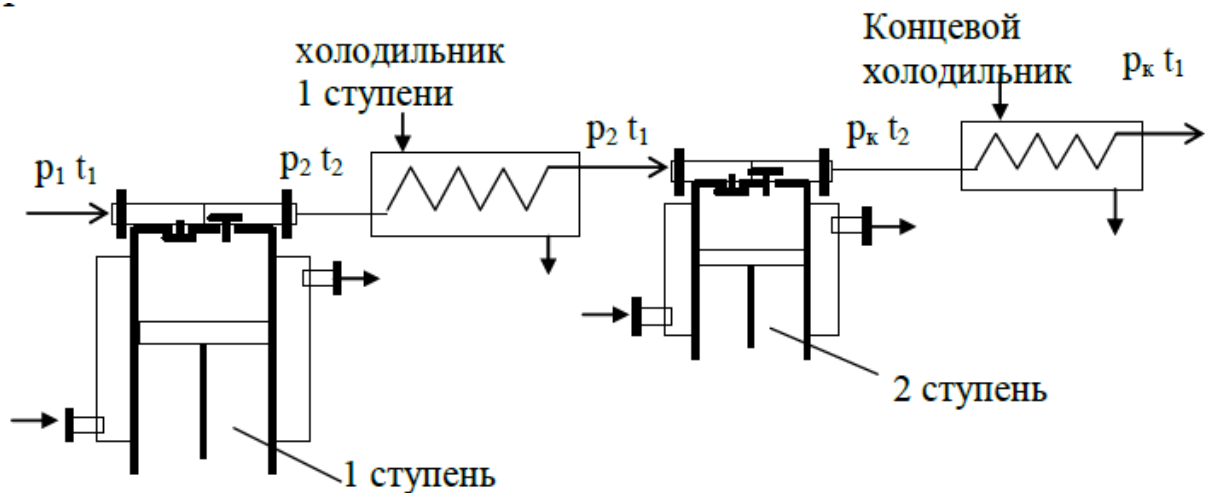 холодильник
1 ступени
Концевой
холодильник
pк t1
p1 t1
p2 t2
p2 t1
pк t2
2 ступень
1 ступень